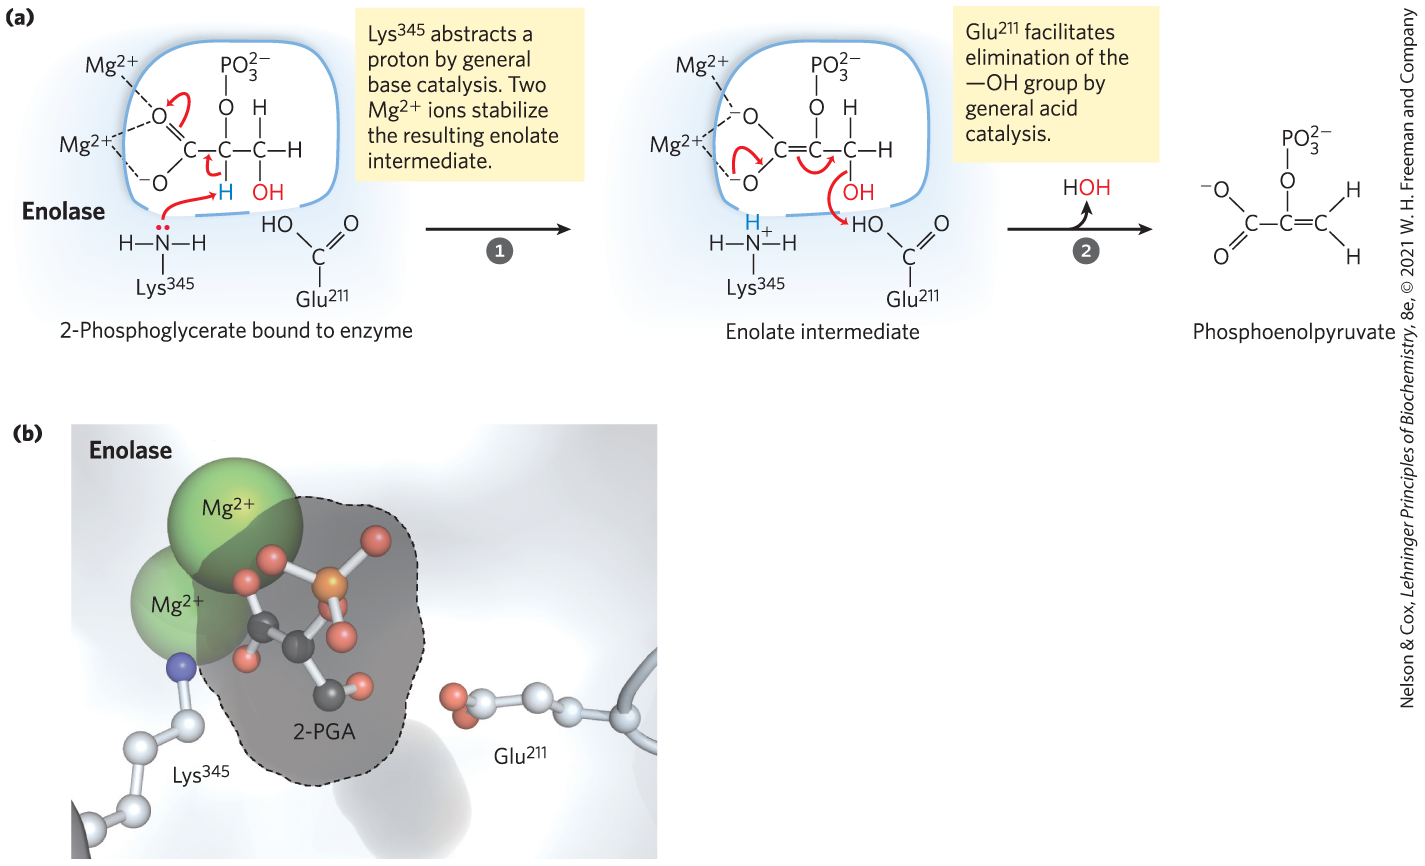 (a)
Mg2+
Mg2+
PO32−
O
O
H
C
C
C
H
−O
H
OH
Enolase
H
N
H
Lys345
HO
O
C
Glu211
2-Phosphoglycerate bound to enzyme
Lys345 abstracts a
proton by general
base catalysis. Two
Mg2+ ions stabilize
the resulting enolate
intermediate.
1
Mg2+
Mg2+
PO32−
−O
O
H
C
C
C
H
−O
OH
H
H
N+
H
Lys345
HO
O
C
Glu211
Enolate intermediate
Glu211 facilitates
elimination of the
—OH group by
general acid
catalysis.
HOH
2
PO32−
−O
O
H
C
C
C
O
H
Phosphoenolpyruvate
(b)
Enolase
Mg2+
Mg2+
2-PGA
Lys345
Glu211
Nelson & Cox, Lehninger Principles of Biochemistry, 8e, © 2021 W. H. Freeman and Company